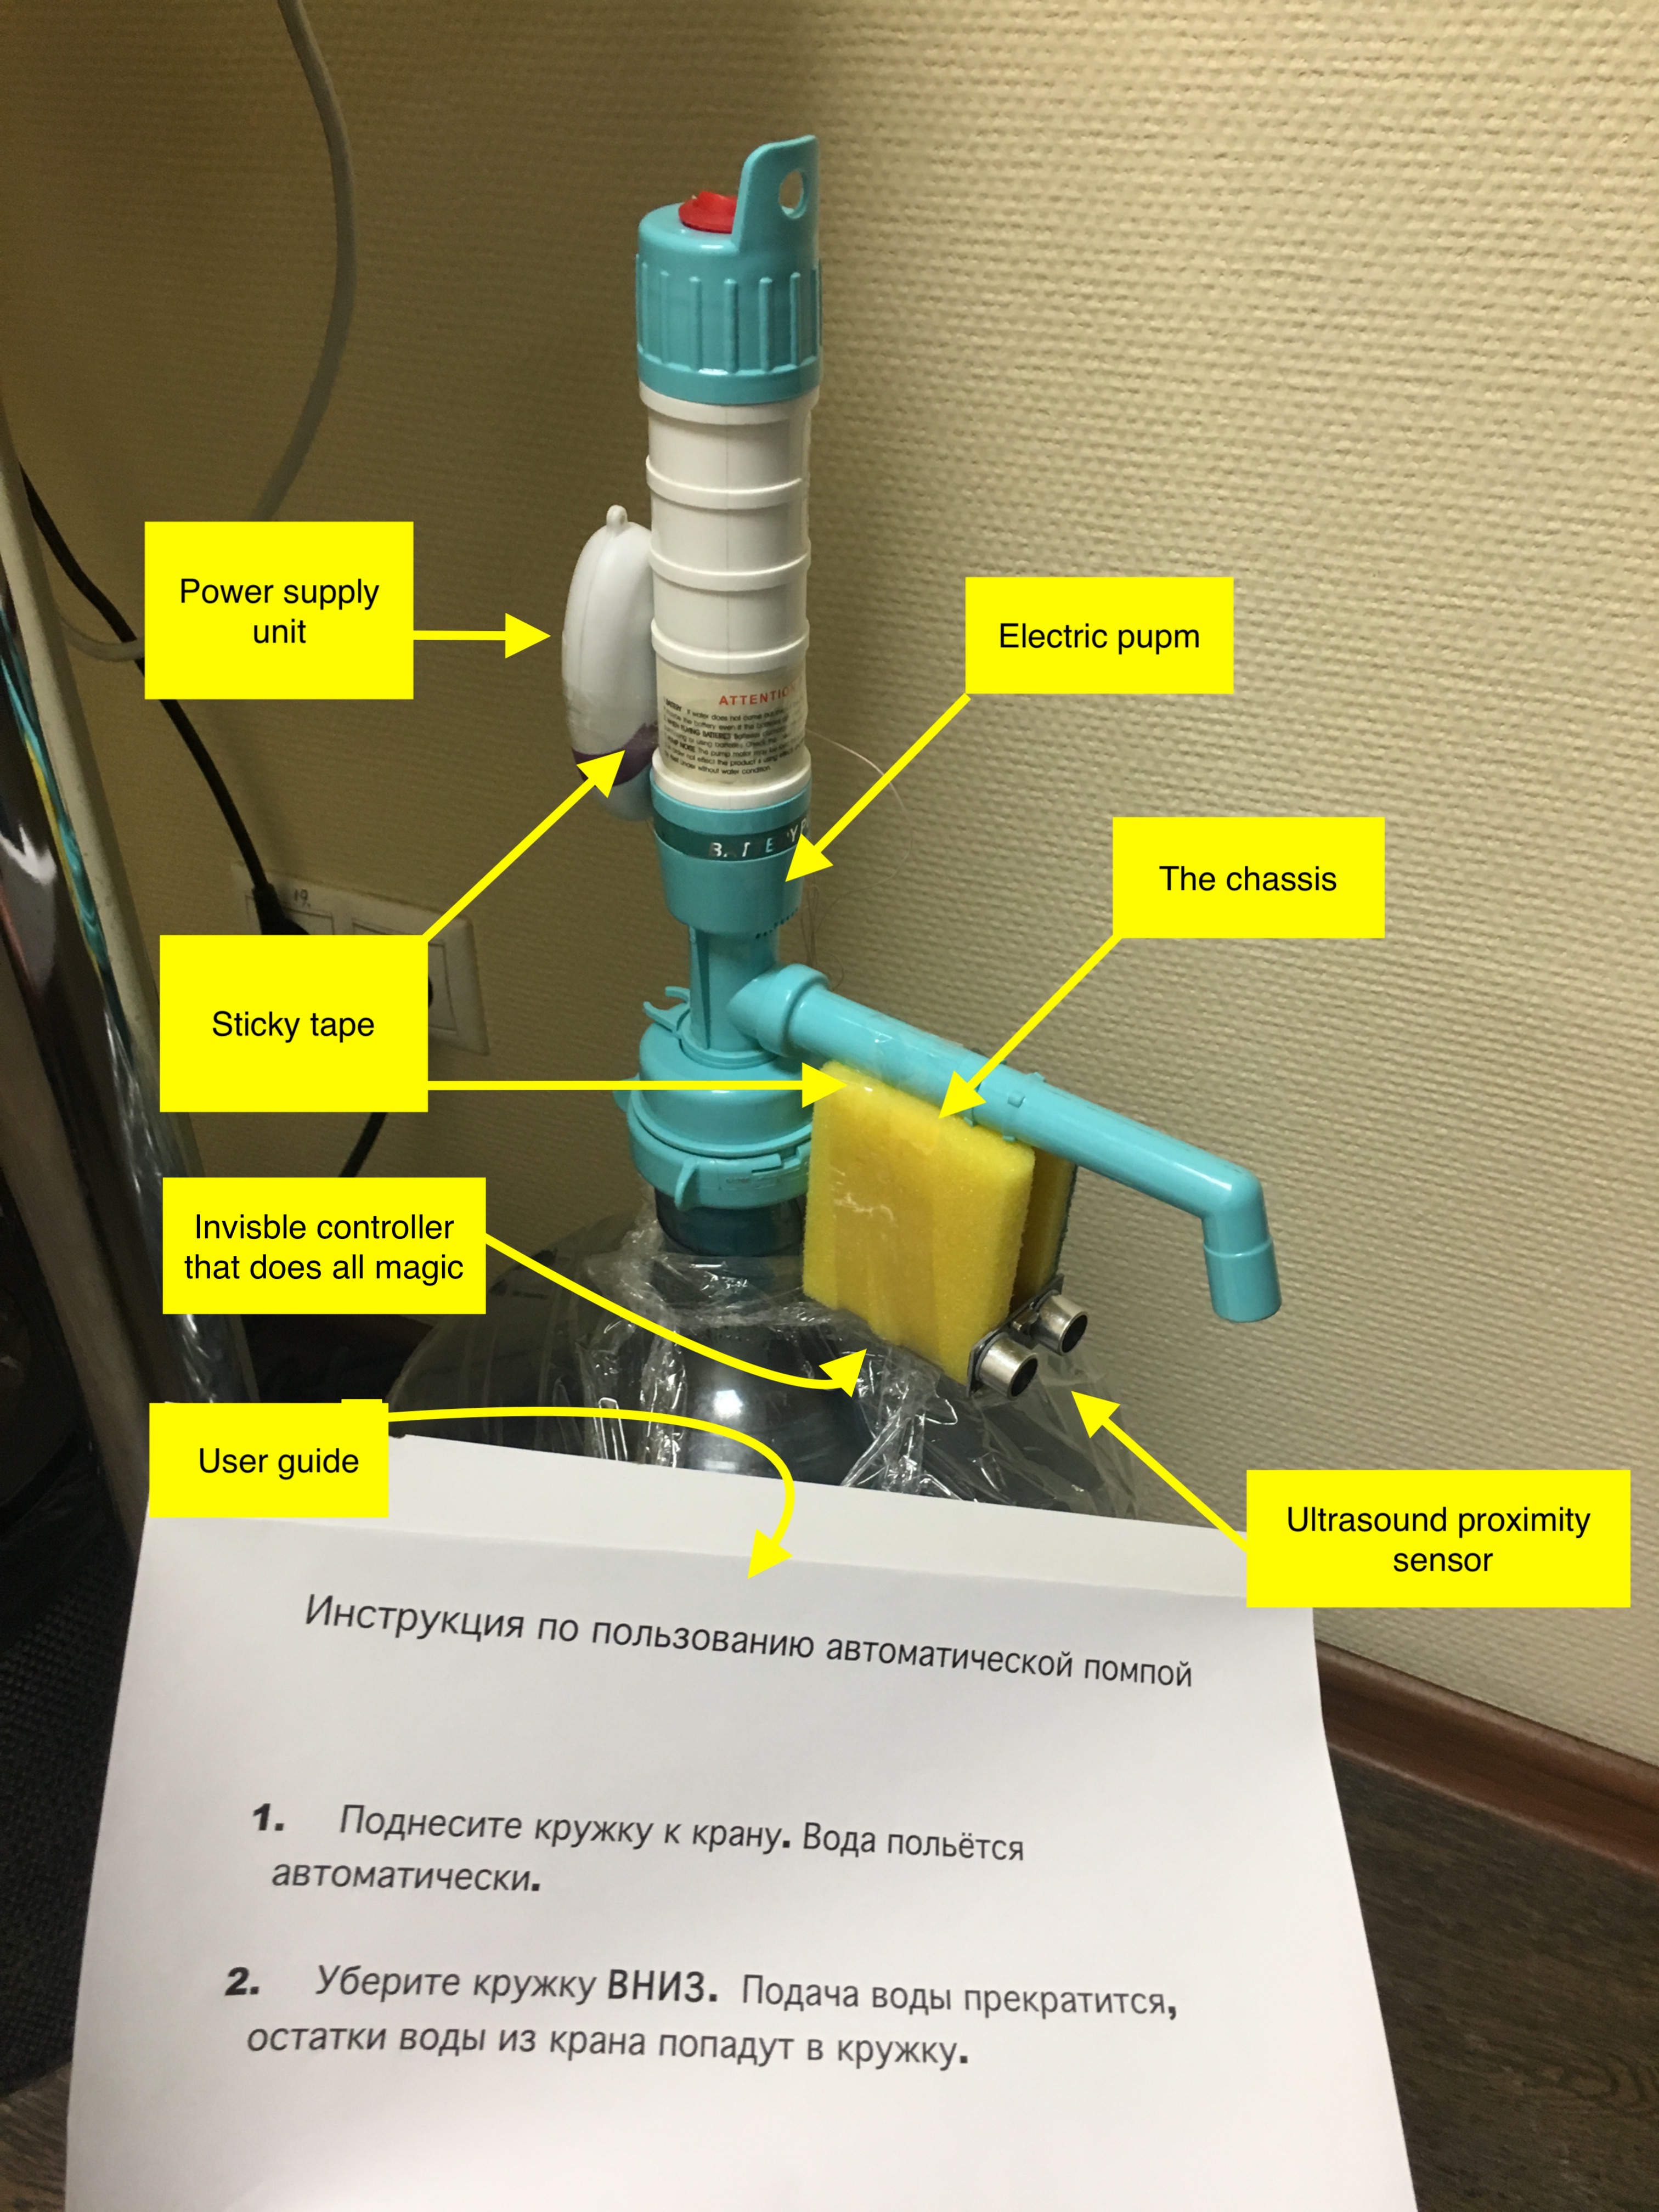 Power supply
unit
Electric pupm
ATTENTIO
The chassis
Sticky tape
Invisble controller
that does all magic
User guide
Ultrasound proximity
sensor
Инструкция по пользованию автоматической помпой
1. Поднесите кружку к крану. Вода польётся
автоматически.
2. Уберите кружку ВНИЗ. Подача воды прекратится,
остатки воды из крана попадут в кружку.